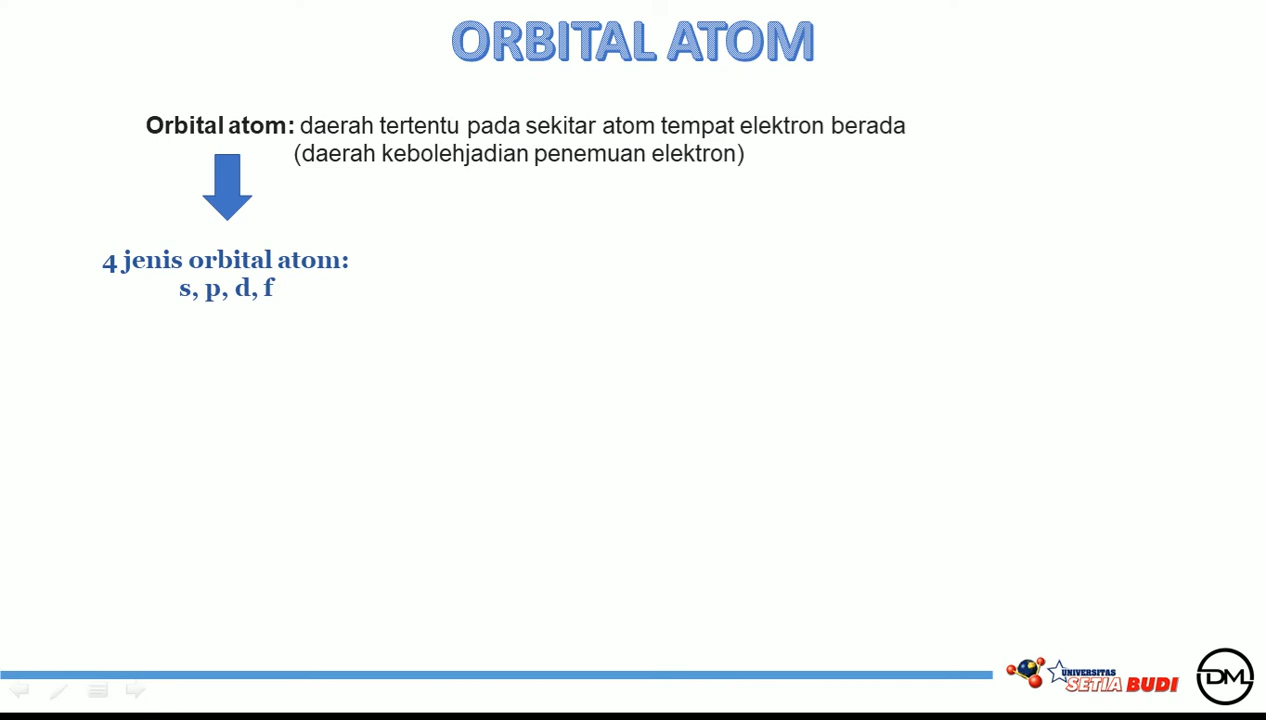 ORBITAL ATOM
Orbital atom: daerah tertentu pada sekitar atom tempat elektron berada
(daerah kebolehjadian penemuan elektron)
4 jenis orbital atom:
s, p, d, f
UNIVERSITAS
SETIA BUDI
DML